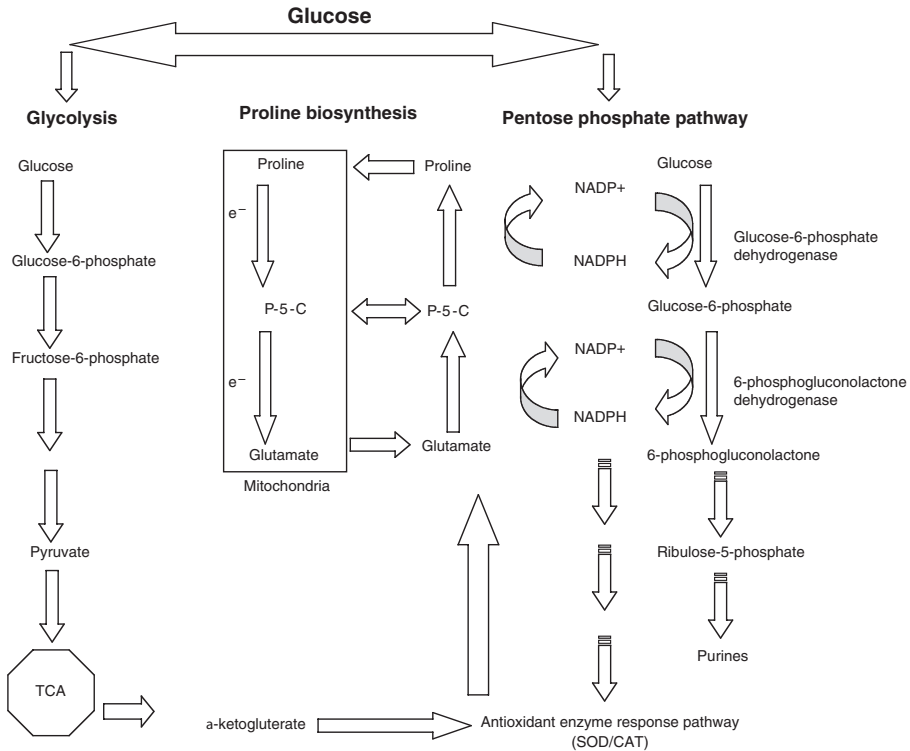 Glucose
Glycolysis
Glucose
Glucose-6-phosphate
Fructose-6-phosphate
Pyruvate
TCA
Proline biosynthesis
Proline
Proline
e⁻
P-5-C
P-5-C
e⁻
Glutamate
Glutamate
Mitochondria
a-ketogluterate
Pentose phosphate pathway
Glucose
NADP+
NADPH
Glucose-6-phosphate
dehydrogenase
Glucose-6-phosphate
NADP+
NADPH
6-phosphogluconolactone
dehydrogenase
6-phosphogluconolactone
Ribulose-5-phosphate
Purines
Antioxidant enzyme response pathway
(SOD/CAT)